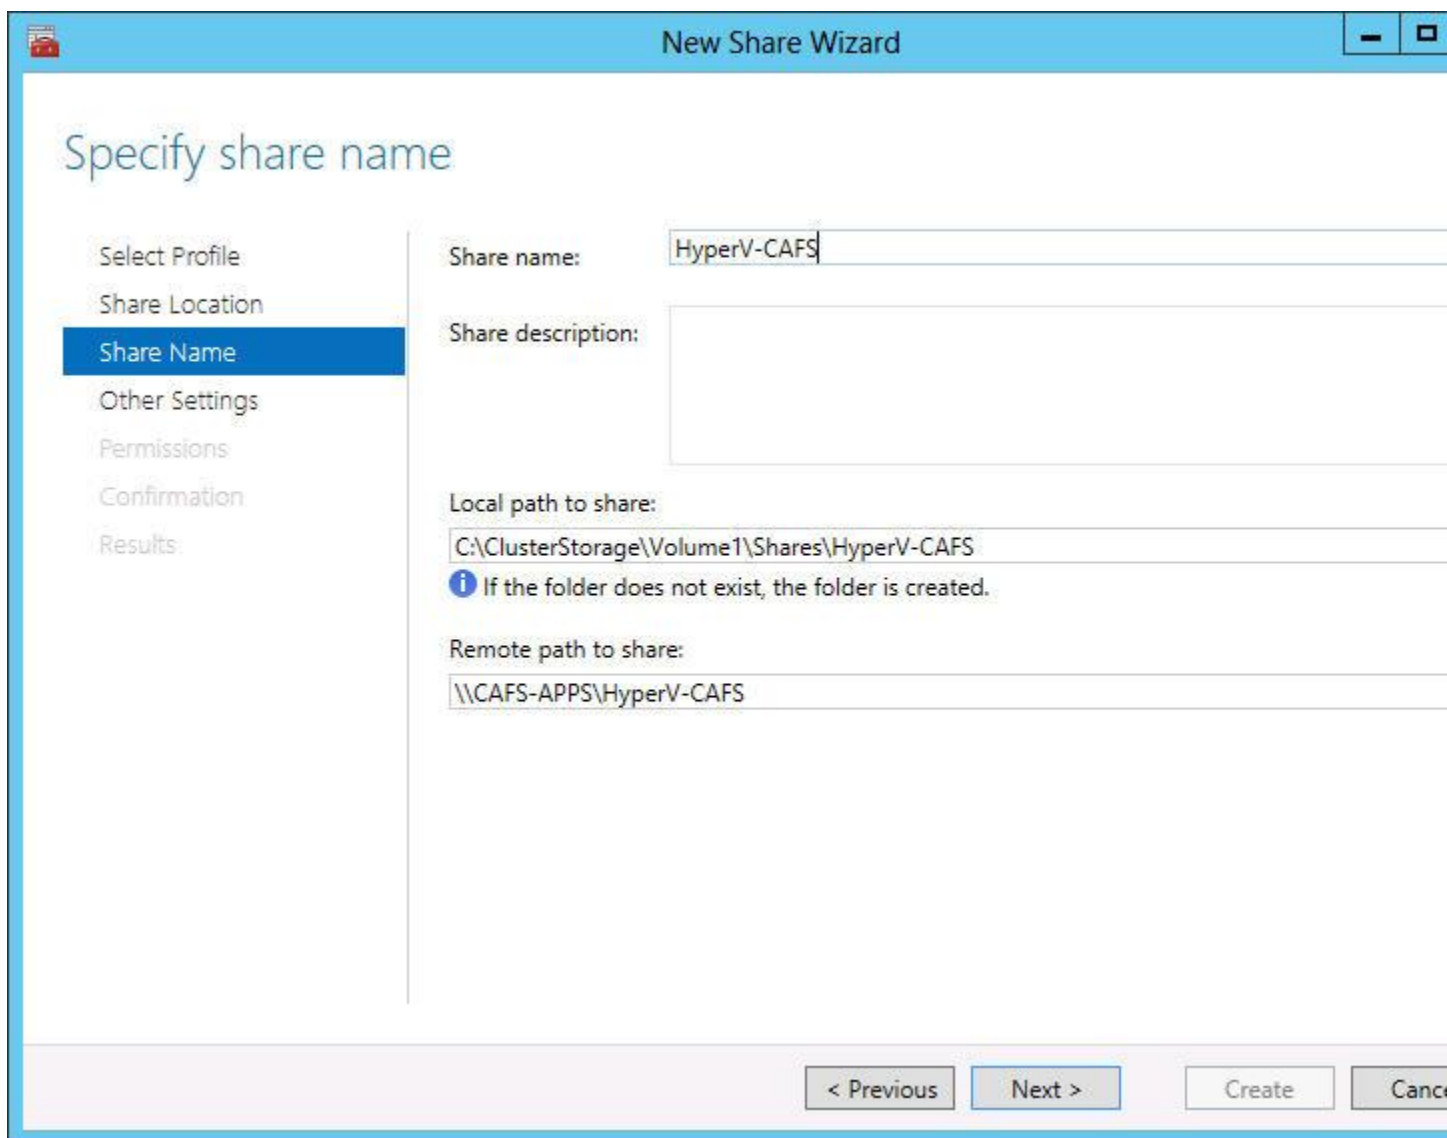 New Share Wizard
Specify share name
Select Profile
Share Location
Share Name
Other Settings
Permissions
Confirmation
Results
Share name:
HyperV-CAFS
Share description:
Local path to share:
C:\ClusterStorage\Volume1\Shares\HyperV-CAFS
If the folder does not exist, the folder is created.
Remote path to share:
\\CAFS-APPS\HyperV-CAFS
< Previous
Next >
Create
Cance